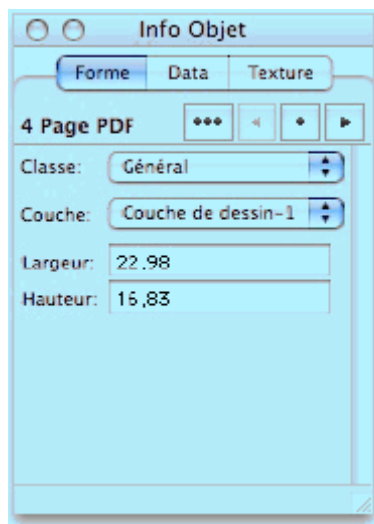 Info Objet
Forme Data Texture
4 Page PDF
Classe: Général
Couche: Couche de dessin-1
Largeur: 22.98
Hauteur: 16,83